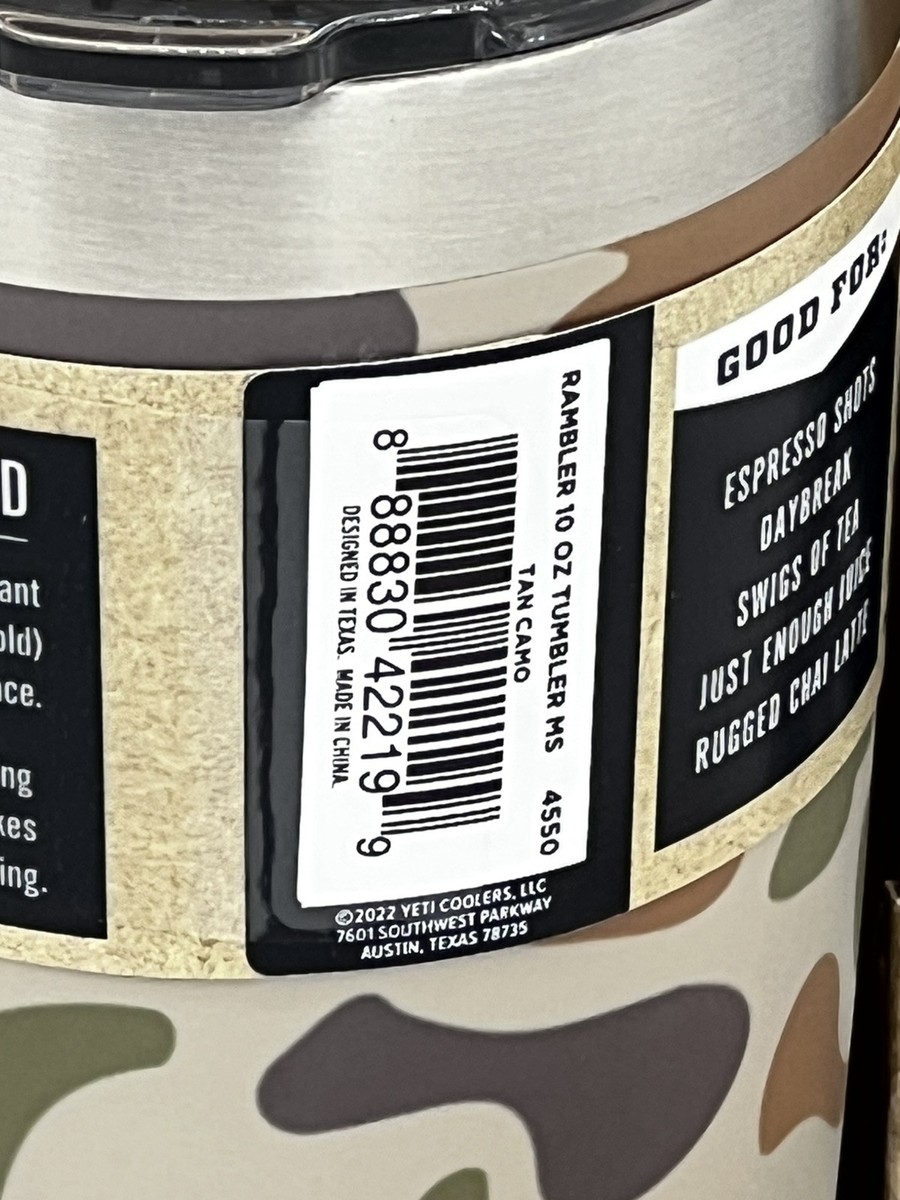 D
ant
old)
ce.
ng
kes
ing.
RAMBLER 10 OZ TUMBLER MS 4550
TAN CAMO
8 88830 42219 9
DESIGNED IN TEXAS. MADE IN CHINA.
©2022 YETI COOLERS, LLC
7601 SOUTHWEST PARKWAY
AUSTIN, TEXAS 78735
GOOD FOR:
ESPRESSO SHOTS
DAYBREAK
SWIGS OF TEA
JUST ENOUGH JUICE
RUGGED CHAI LATTE